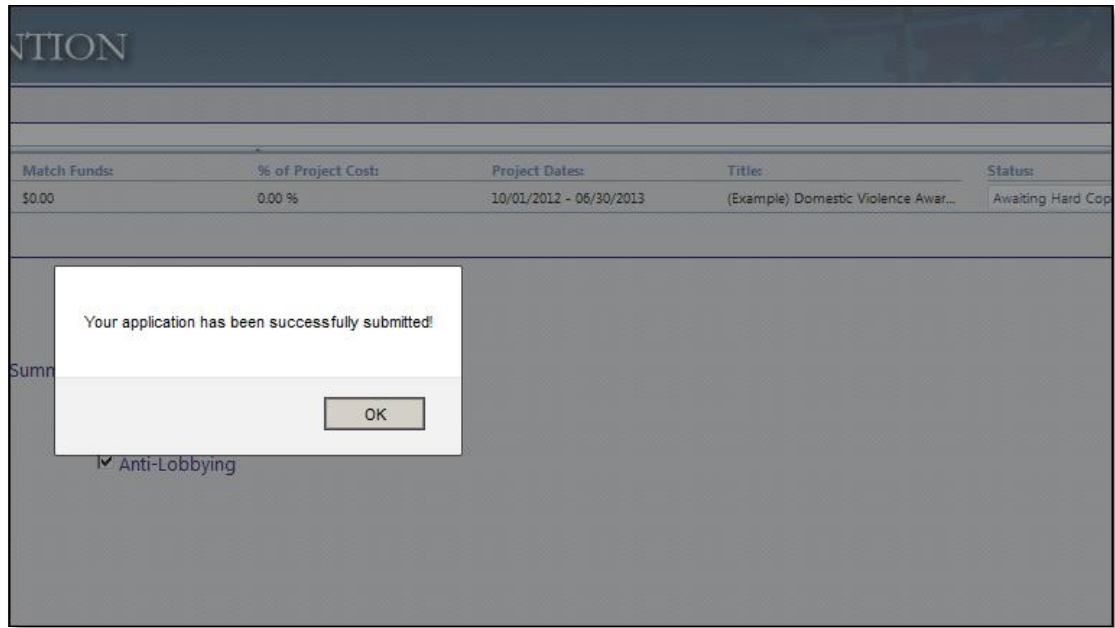 NTION
Match Funds: % of Project Cost: Project Dates: Title: Status:
$0.00 0.00 % 10/01/2012 - 06/30/2013 (Example) Domestic Violence Awar... Awaiting Hard Cop
Your application has been successfully submitted!
Summ
OK
Anti-Lobbying